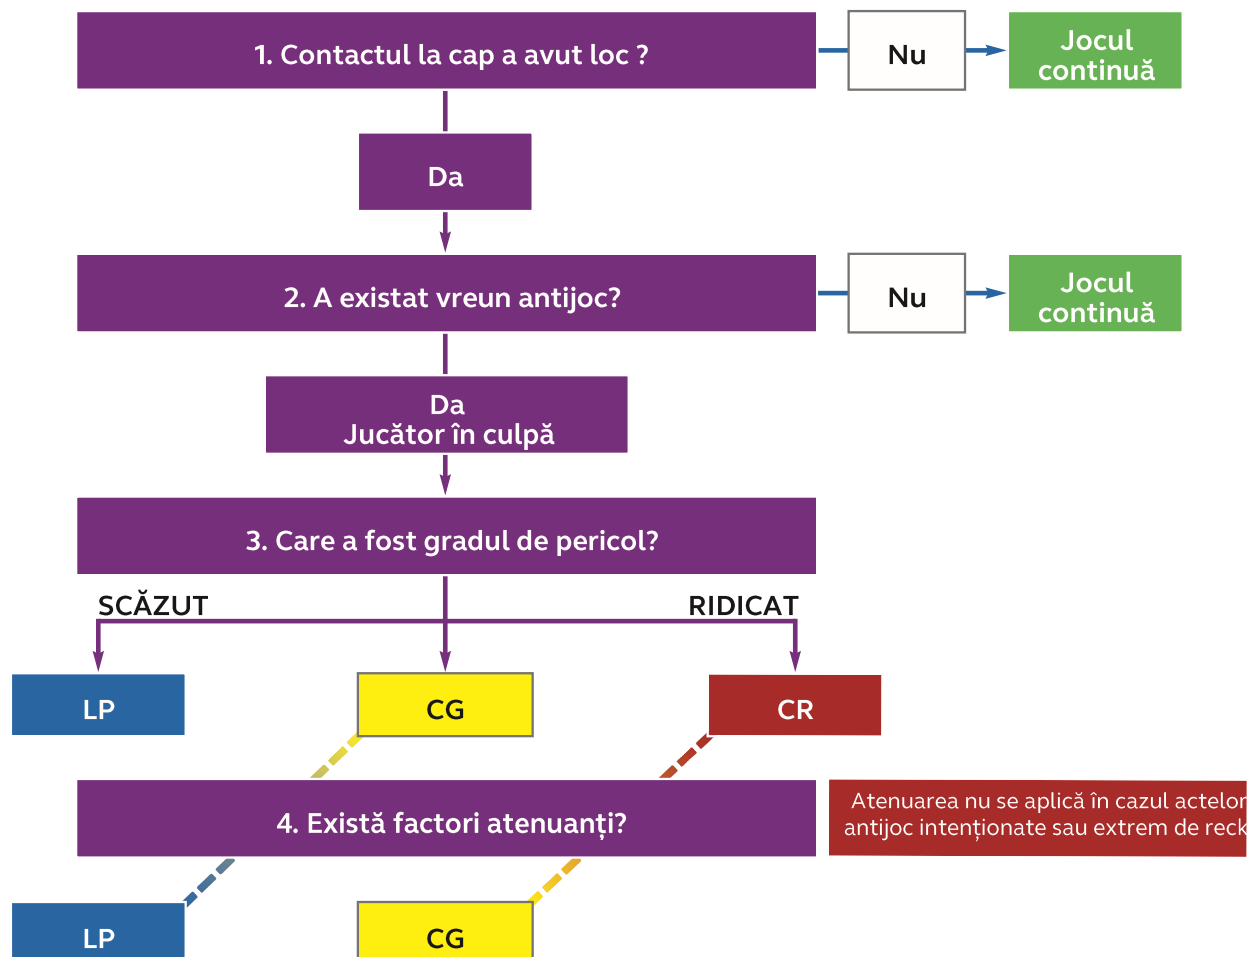 1. Contactul la cap a avut loc ?
Nu
Jocul
continuă
Da
2. A existat vreun antijoc?
Nu
Jocul
continuă
Da
Jucător în culpă
3. Care a fost gradul de pericol?
SCĂZUT
RIDICAT
LP
CG
CR
4. Există factori atenuanți?
Atenuarea nu se aplică în cazul actelor
antijoc intenționate sau extrem de
LP
CG